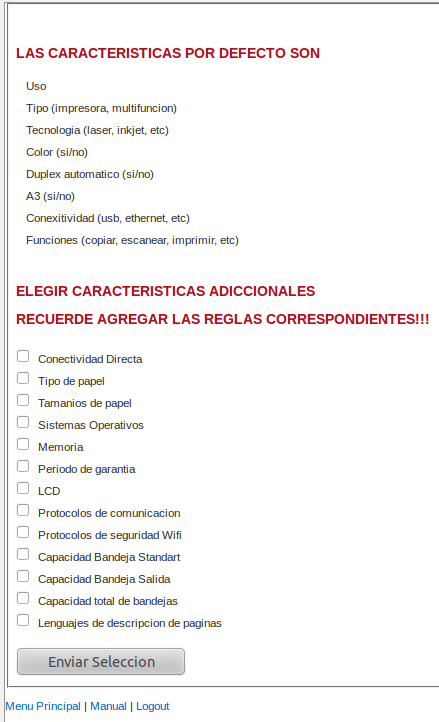 LAS CARACTERISTICAS POR DEFECTO SON
Uso
Tipo (impresora, multifuncion)
Tecnologia (laser, inkjet, etc)
Color (si/no)
Duplex automatico (si/no)
A3 (si/no)
Conexitividad (usb, ethernet, etc)
Funciones (copiar, escanear, imprimir, etc)
ELEGIR CARACTERISTICAS ADICCIONALES
RECUERDE AGREGAR LAS REGLAS CORRESPONDIENTES!!!
Conectividad Directa
Tipo de papel
Tamanios de papel
Sistemas Operativos
Memoria
Periodo de garantia
LCD
Protocolos de comunicacion
Protocolos de seguridad Wifi
Capacidad Bandeja Standart
Capacidad Bandeja Salida
Capacidad total de bandejas
Lenguajes de descripcion de paginas
Enviar Seleccion
Menu Principal | Manual | Logout